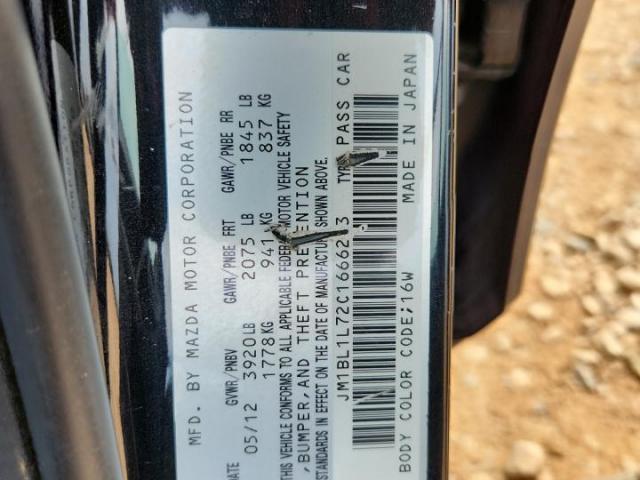 MFD. BY MAZDA MOTOR CORPORATION
DATE GVWR/PNBV GAWR/PNBE FRT GAWR/PNBE RR
05/12 3920LB 2075 LB 1845 LB
1778KG 941 KG 837 KG
THIS VEHICLE CONFORMS TO ALL APPLICABLE FEDERAL MOTOR VEHICLE SAFETY
,BUMPER,AND THEFT PREVENTION
STANDARDS IN EFFECT ON THE DATE OF MANUFACTURE SHOWN ABOVE.
TYPE PASS CAR
BODY COLOR CODE;16W MADE IN JAPAN